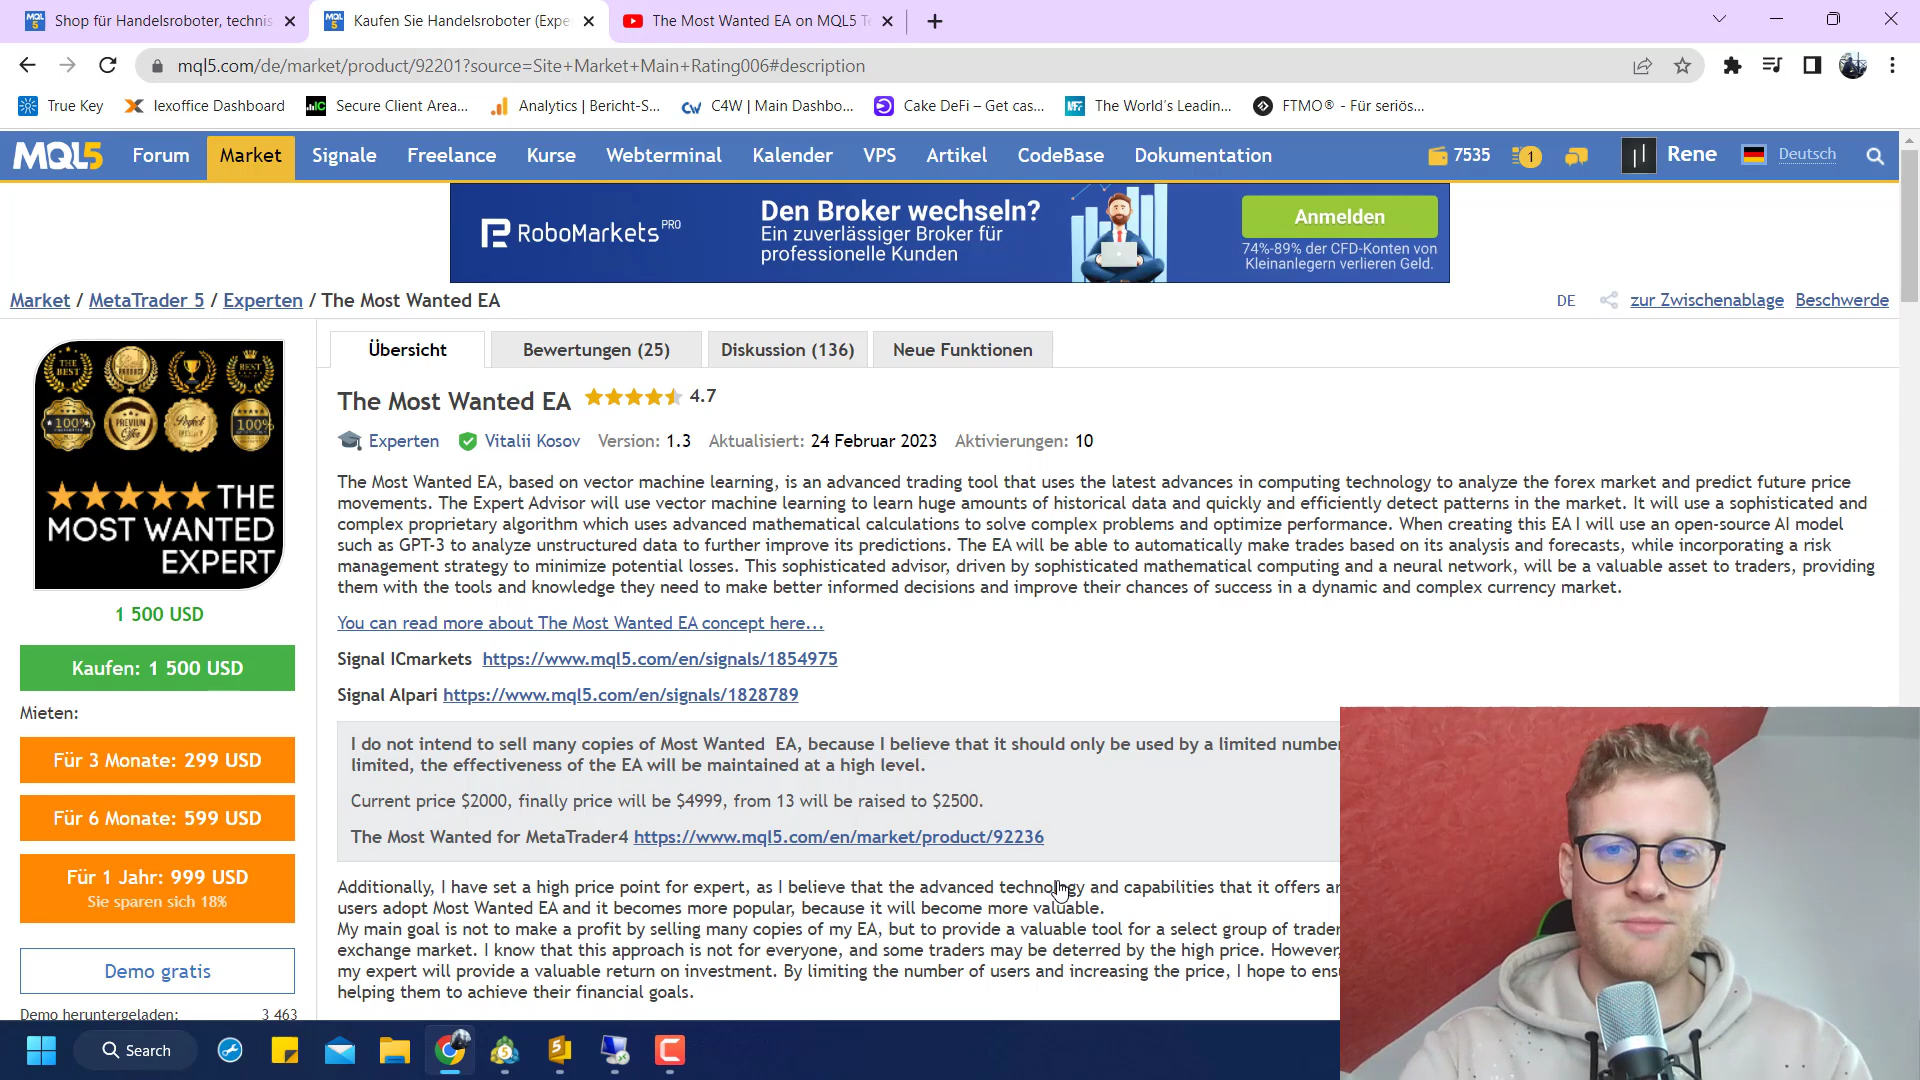 Shop für Handelsroboter, technis
Kaufen Sie Handelsroboter (Expe
The Most Wanted EA on MQL5 Te
mql5.com/de/market/product/92201?source=Site+Market+Main+Rating006#description
True Key
lexoffice Dashboard
Secure Client Area...
Analytics | Bericht-S...
C4W | Main Dashbo...
Cake DeFi – Get cas...
The World's Leadin...
FTMO® - Für seriös...
MQL5 Forum Market Signale Freelance Kurse Webterminal Kalender VPS Artikel CodeBase Dokumentation 7535 1 Rene Deutsch
RoboMarkets PRO
Den Broker wechseln?
Ein zuverlässiger Broker für
professionelle Kunden
Anmelden
74%-89% der CFD-Konten von
Kleinanlegern verlieren Geld.
Market / MetaTrader 5 / Experten / The Most Wanted EA
DE zur Zwischenablage Beschwerde
THE BEST
BEST
100%
PREMIUM
Perfect
100%
THE
MOST WANTED
EXPERT
1 500 USD
Kaufen: 1 500 USD
Mieten:
Für 3 Monate: 299 USD
Für 6 Monate: 599 USD
Für 1 Jahr: 999 USD
Sie sparen sich 18%
Demo gratis
Demo heruntergeladen: 3 463
Übersicht Bewertungen (25) Diskussion (136) Neue Funktionen
The Most Wanted EA 4.7
Experten Vitalii Kosov Version: 1.3 Aktualisiert: 24 Februar 2023 Aktivierungen: 10
The Most Wanted EA, based on vector machine learning, is an advanced trading tool that uses the latest advances in computing technology to analyze the forex market and predict future price
movements. The Expert Advisor will use vector machine learning to learn huge amounts of historical data and quickly and efficiently detect patterns in the market. It will use a sophisticated and
complex proprietary algorithm which uses advanced mathematical calculations to solve complex problems and optimize performance. When creating this EA I will use an open-source AI model
such as GPT-3 to analyze unstructured data to further improve its predictions. The EA will be able to automatically make trades based on its analysis and forecasts, while incorporating a risk
management strategy to minimize potential losses. This sophisticated advisor, driven by sophisticated mathematical computing and a neural network, will be a valuable asset to traders, providing
them with the tools and knowledge they need to make better informed decisions and improve their chances of success in a dynamic and complex currency market.
You can read more about The Most Wanted EA concept here...
Signal ICmarkets https://www.mql5.com/en/signals/1854975
Signal Alpari https://www.mql5.com/en/signals/1828789
I do not intend to sell many copies of Most Wanted EA, because I believe that it should only be used by a limited number
limited, the effectiveness of the EA will be maintained at a high level.
Current price $2000, finally price will be $4999, from 13 will be raised to $2500.
The Most Wanted for MetaTrader4 https://www.mql5.com/en/market/product/92236
Additionally, I have set a high price point for expert, as I believe that the advanced technology and capabilities that it offers ar
users adopt Most Wanted EA and it becomes more popular, because it will become more valuable.
My main goal is not to make a profit by selling many copies of my EA, but to provide a valuable tool for a select group of trader
exchange market. I know that this approach is not for everyone, and some traders may be deterred by the high price. However,
my expert will provide a valuable return on investment. By limiting the number of users and increasing the price, I hope to ensu
helping them to achieve their financial goals.
Search